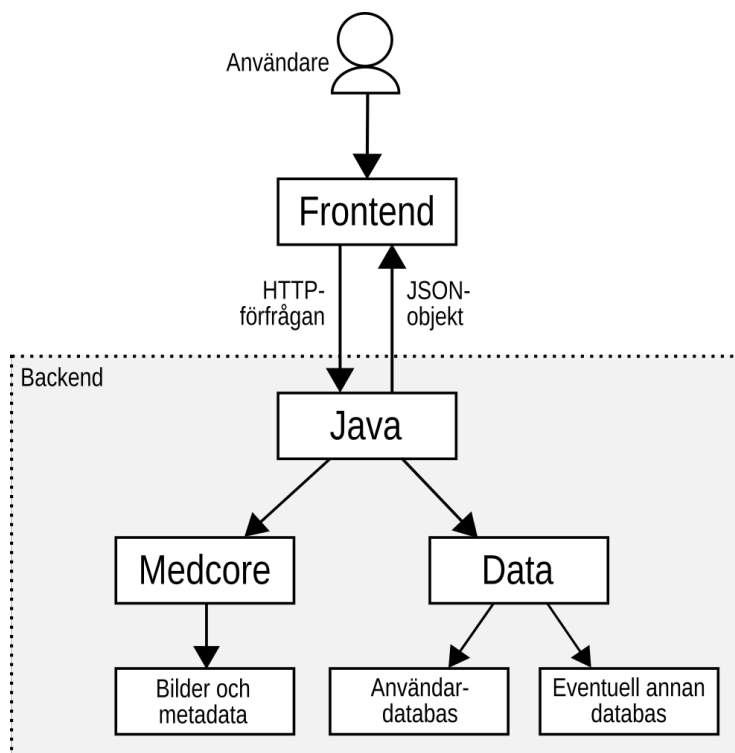 Användare
Frontend
HTTP-
förfrågan
JSON-
objekt
Backend
Java
Medcore
Data
Bilder och
metadata
Användar-
databas
Eventuell annan
databas